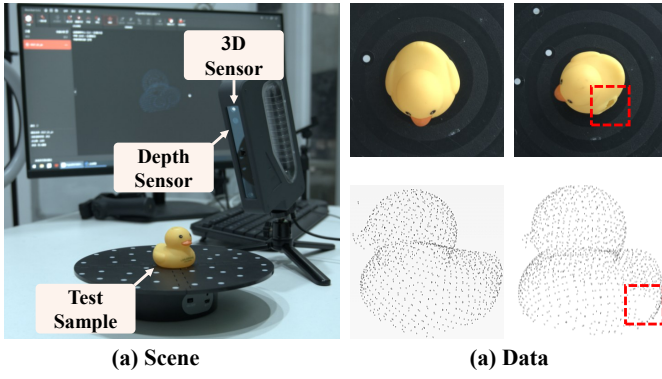 3D
Sensor
Depth
Sensor
Test
Sample
(a) Scene
(a) Data